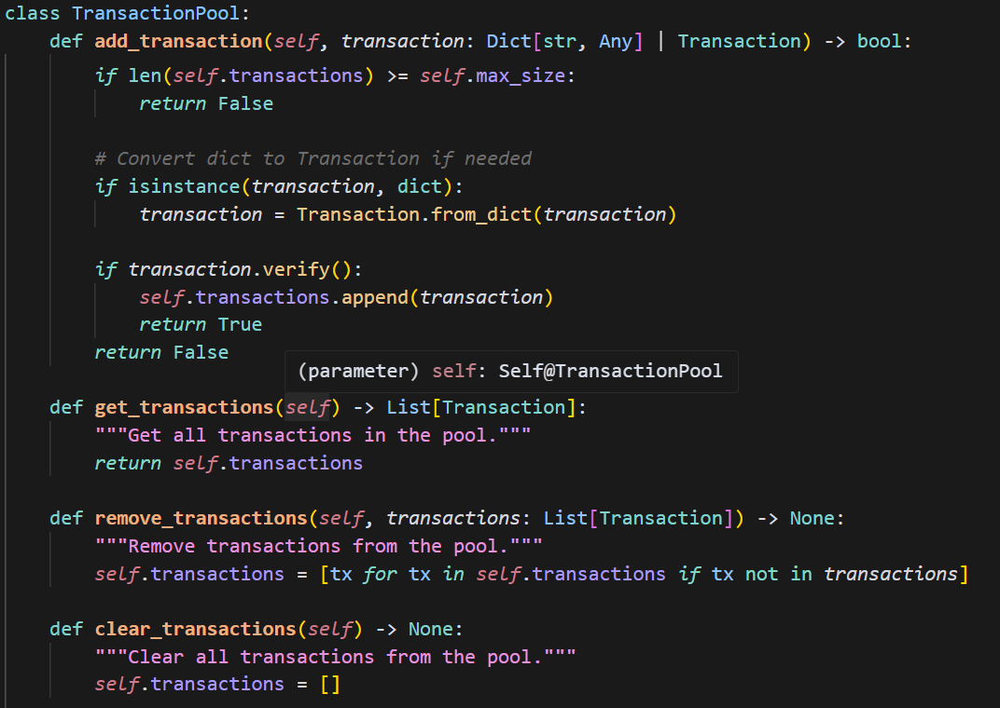 class TransactionPool:
    def add_transaction(self, transaction: Dict[str, Any] | Transaction) -> bool:
        if len(self.transactions) >= self.max_size:
            return False

        # Convert dict to Transaction if needed
        if isinstance(transaction, dict):
            transaction = Transaction.from_dict(transaction)

        if transaction.verify():
            self.transactions.append(transaction)
            return True
        return False
(parameter) self: Self@TransactionPool
    def get_transactions(self) -> List[Transaction]:
        """Get all transactions in the pool."""
        return self.transactions

    def remove_transactions(self, transactions: List[Transaction]) -> None:
        """Remove transactions from the pool."""
        self.transactions = [tx for tx in self.transactions if tx not in transactions]

    def clear_transactions(self) -> None:
        """Clear all transactions from the pool."""
        self.transactions = []